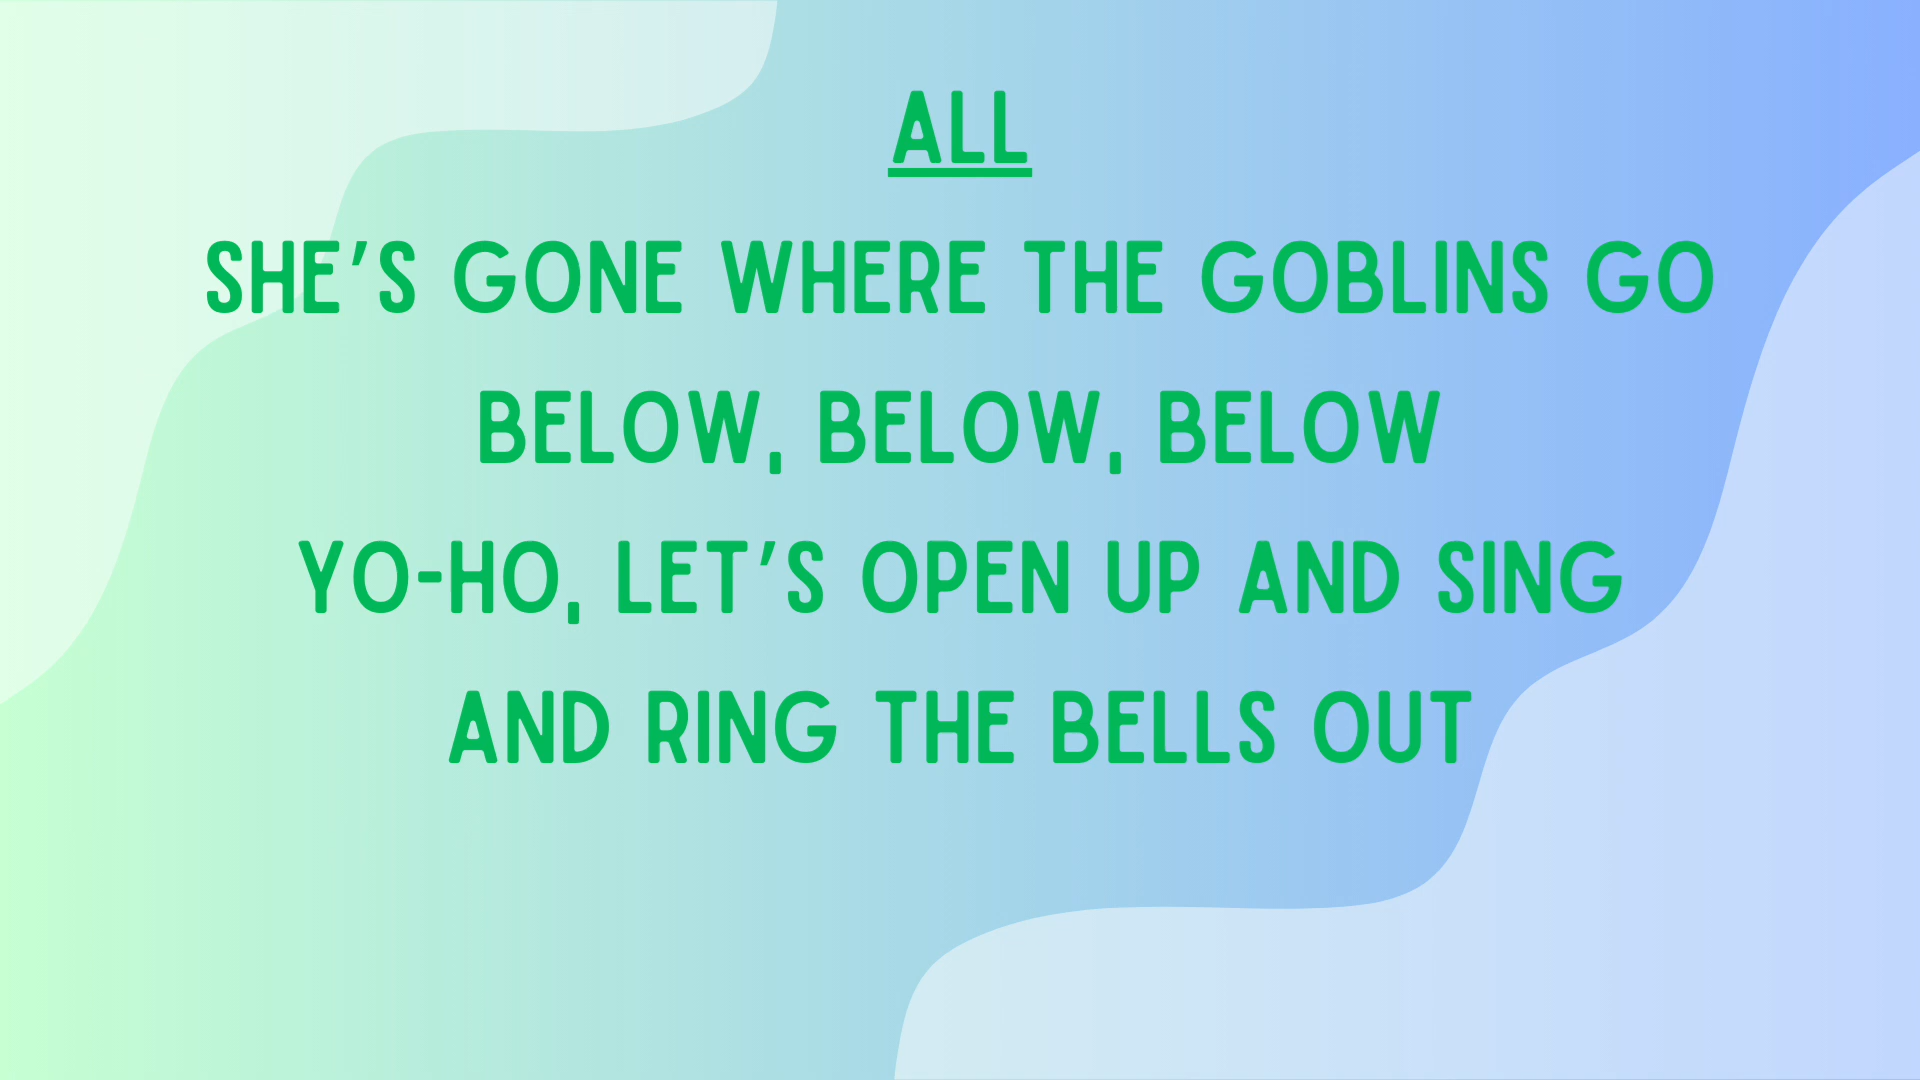 ALL
SHE'S GONE WHERE THE GOBLINS GO
BELOW, BELOW, BELOW
YO-HO, LET'S OPEN UP AND SING
AND RING THE BELLS OUT